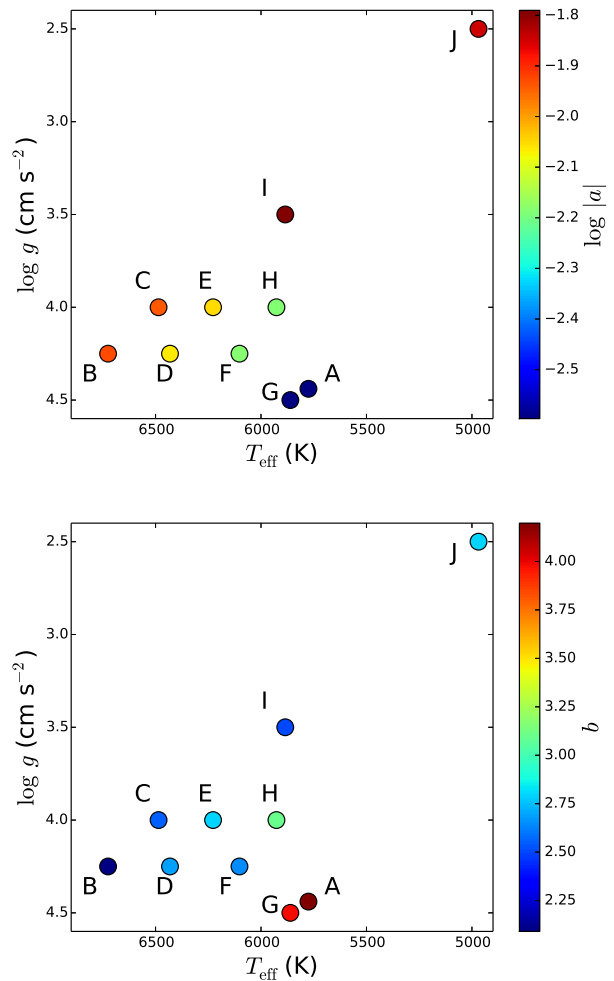 2.5
3.0
3.5
4.0
4.5
log g (cm s⁻²)
J
I
C E H
B D F
G A
6500 6000 5500 5000
T_eff (K)
−1.8
−1.9
−2.0
−2.1
−2.2
−2.3
−2.4
−2.5
log |a|
2.5
3.0
3.5
4.0
4.5
log g (cm s⁻²)
J
I
C E H
B D F
G A
6500 6000 5500 5000
T_eff (K)
4.00
3.75
3.50
3.25
3.00
2.75
2.50
2.25
b